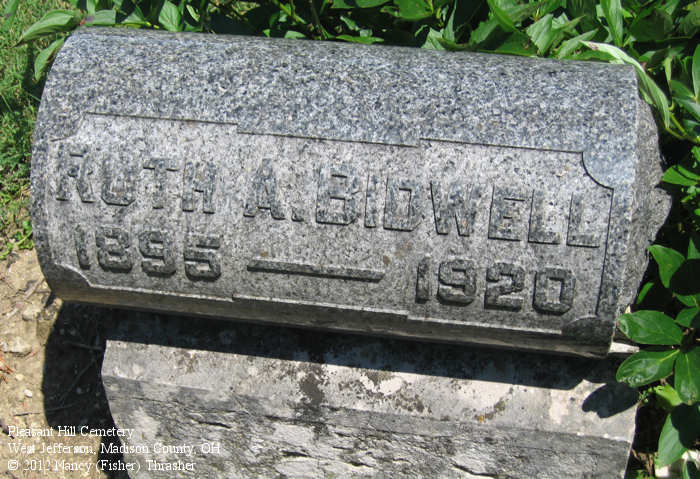 RUTH A. BIDWELL
1895 — 1920
Pleasant Hill Cemetery
West Jefferson, Madison County, OH
© 2012 Nancy (Fisher) Thrasher